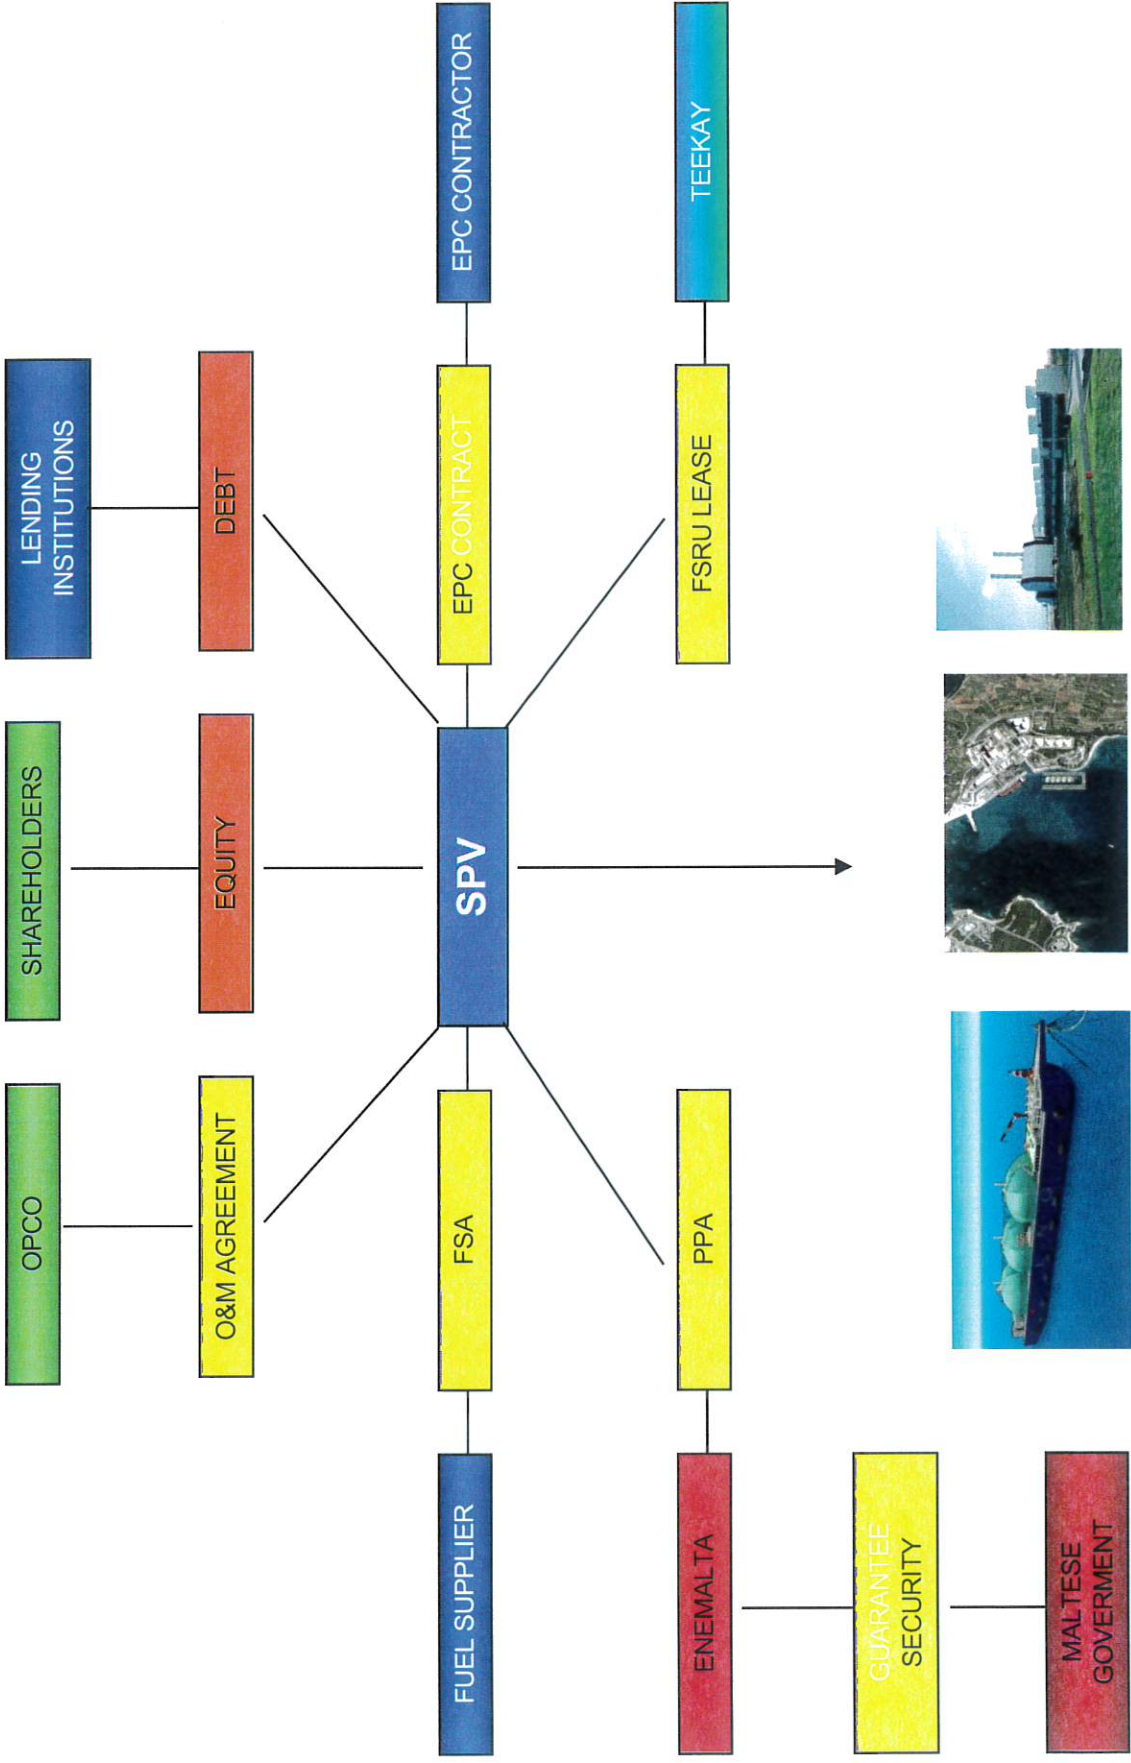 OPCO
SHAREHOLDERS
LENDING
INSTITUTIONS
O&M AGREEMENT
EQUITY
DEBT
FUEL SUPPLIER
FSA
SPV
EPC CONTRACT
EPC CONTRACTOR
ENEMALTA
PPA
FSRU LEASE
TEEKAY
GUARANTEE
SECURITY
MALTESE
GOVERMENT